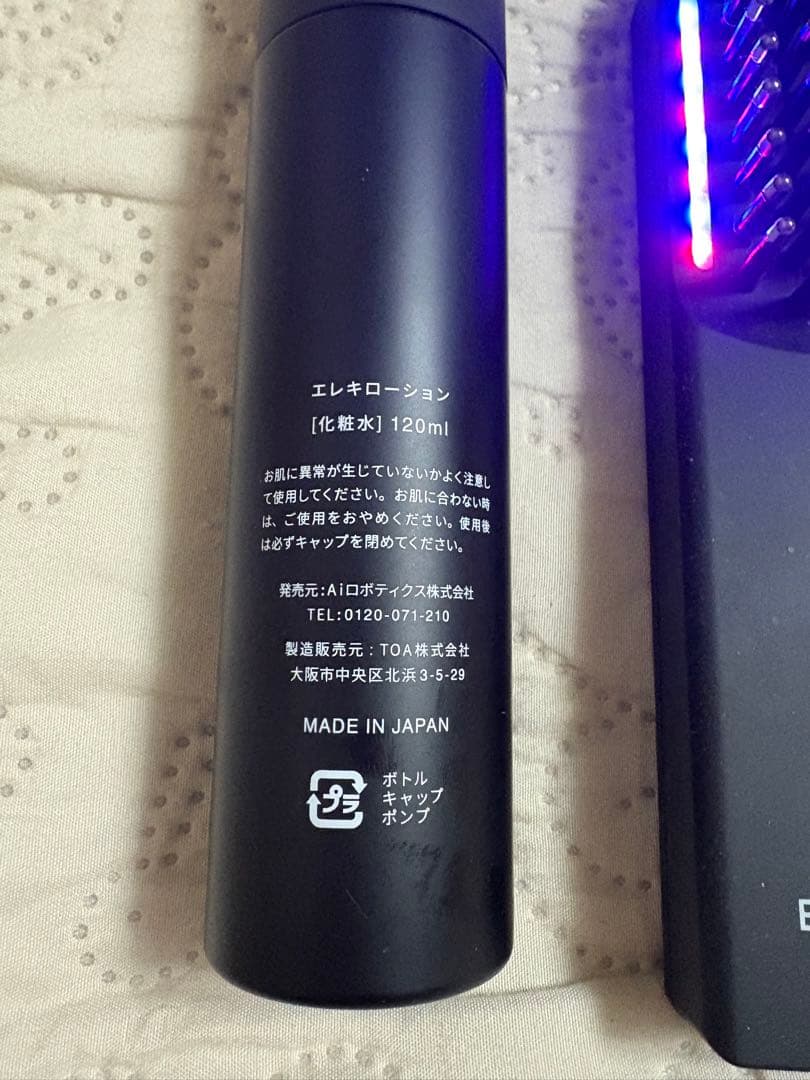 エレキローション
[化粧水] 120ml
お肌に異常が生じていないかよく注意し
て使用してください。お肌に合わない時
は、ご使用をおやめください。使用後
は必ずキャップを閉めてください。
発売元:Aiロボティクス株式会社
TEL:0120-071-210
製造販売元：TOA株式会社
大阪市中央区北浜3-5-29
MADE IN JAPAN
プラ
ボトル
キャップ
ポンプ
E